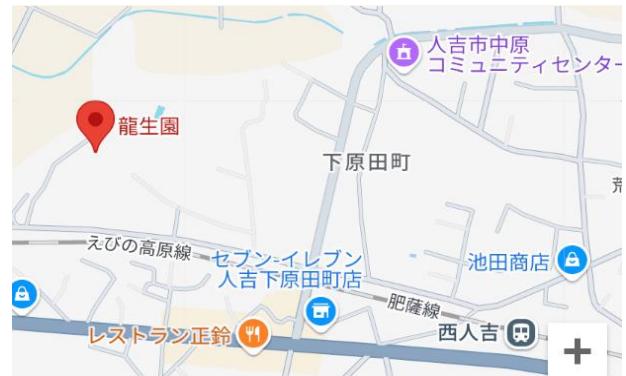 人吉市中原
コミュニティセンター
龍生園
下原田町
荒
えびの高原線
セブン-イレブン
人吉下原田町店
池田商店
肥薩線
レストラン正鈴
西人吉
+